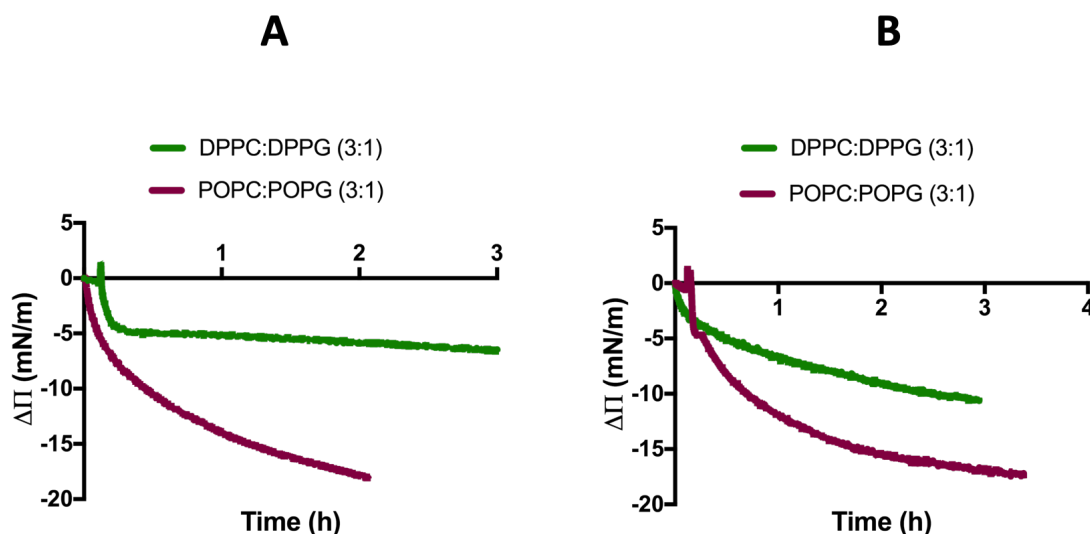 A
DPPC:DPPG (3:1)
POPC:POPG (3:1)
5
0
-5
-10
-15
-20
1
2
3
ΔΠ (mN/m)
Time (h)
B
DPPC:DPPG (3:1)
POPC:POPG (3:1)
5
0
-5
-10
-15
-20
1
2
3
4
ΔΠ (mN/m)
Time (h)